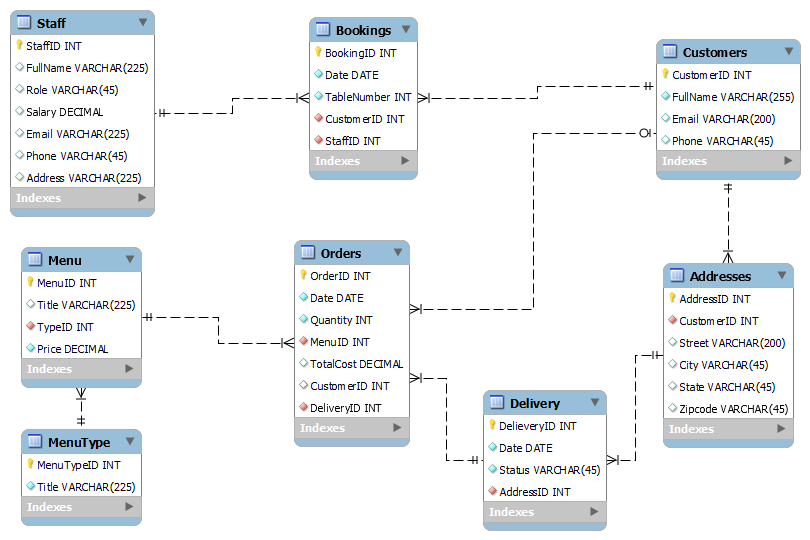 Staff
StaffID INT
FullName VARCHAR(225)
Role VARCHAR(45)
Salary DECIMAL
Email VARCHAR(225)
Phone VARCHAR(45)
Address VARCHAR(225)
Indexes
Bookings
BookingID INT
Date DATE
TableNumber INT
CustomerID INT
StaffID INT
Indexes
Customers
CustomerID INT
FullName VARCHAR(255)
Email VARCHAR(200)
Phone VARCHAR(45)
Indexes
Menu
MenuID INT
Title VARCHAR(225)
TypeID INT
Price DECIMAL
Indexes
Orders
OrderID INT
Date DATE
Quantity INT
MenuID INT
TotalCost DECIMAL
CustomerID INT
DeliveryID INT
Indexes
Addresses
AddressID INT
CustomerID INT
Street VARCHAR(200)
City VARCHAR(45)
State VARCHAR(45)
Zipcode VARCHAR(45)
Indexes
MenuType
MenuTypeID INT
Title VARCHAR(225)
Indexes
Delivery
DelieveryID INT
Date DATE
Status VARCHAR(45)
AddressID INT
Indexes